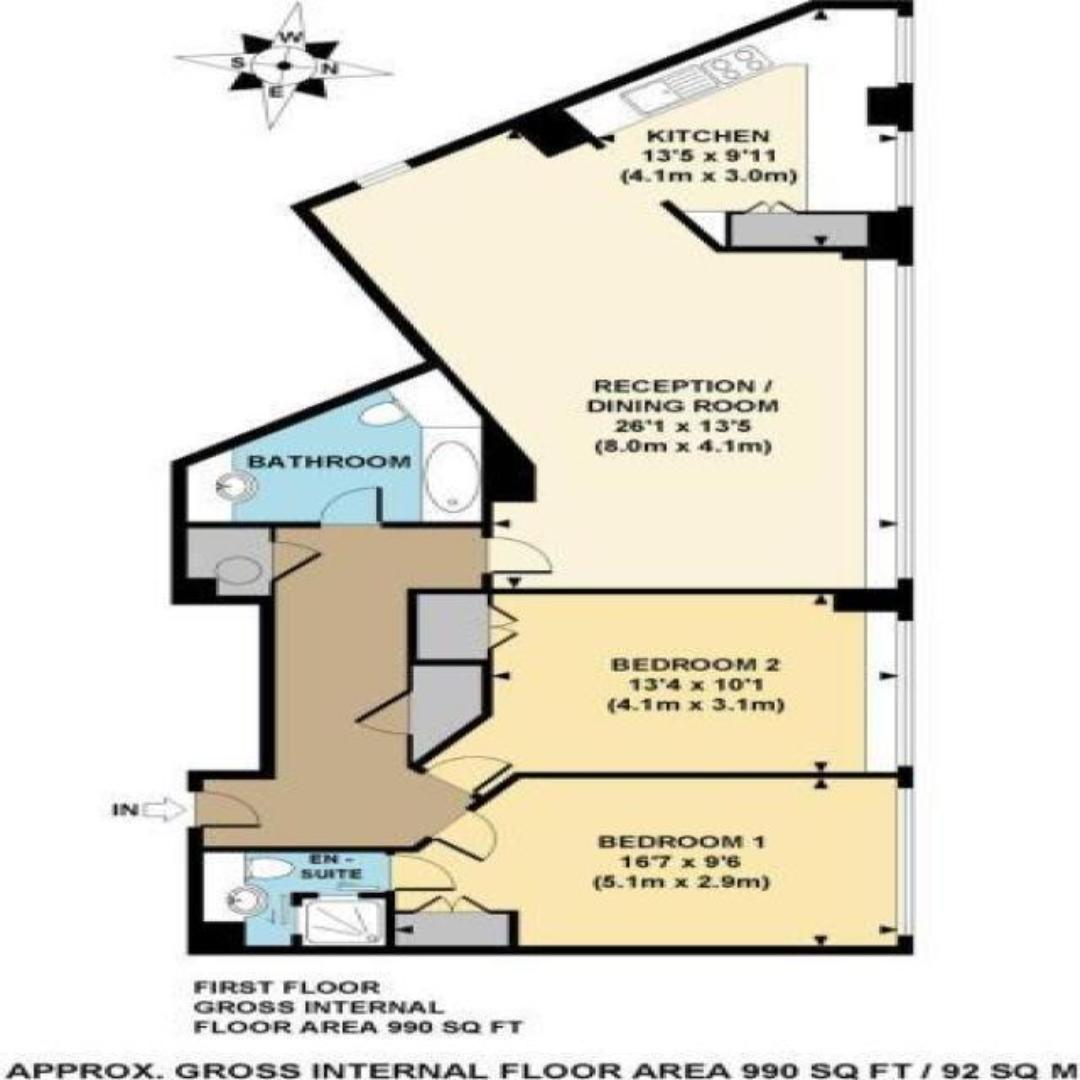 W
S
N
E
KITCHEN
13'5 x 9'11
(4.1m x 3.0m)
RECEPTION /
DINING ROOM
26'1 x 13'5
(8.0m x 4.1m)
BATHROOM
BEDROOM 2
13'4 x 10'1
(4.1m x 3.1m)
IN
BEDROOM 1
16'7 x 9'6
(5.1m x 2.9m)
EN -
SUITE
FIRST FLOOR
GROSS INTERNAL
FLOOR AREA 990 SQ FT
APPROX. GROSS INTERNAL FLOOR AREA 990 SQ FT / 92 SQ M